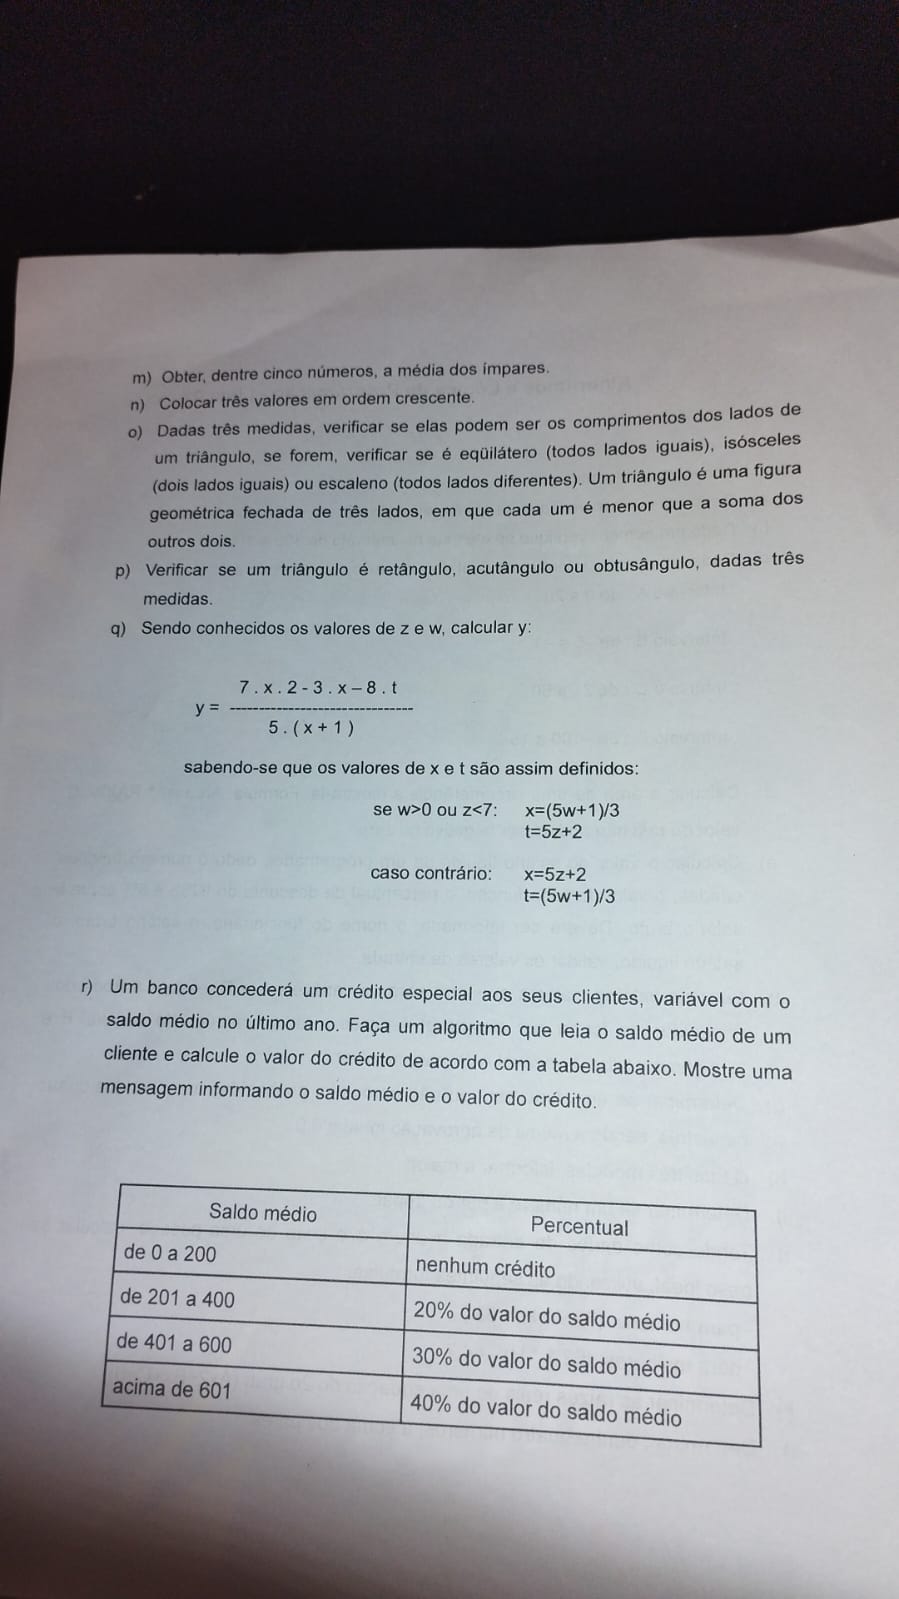 m) Obter, dentre cinco números, a média dos ímpares.
n) Colocar três valores em ordem crescente.
o) Dadas três medidas, verificar se elas podem ser os comprimentos dos lados de
um triângulo, se forem, verificar se é eqüilátero (todos lados iguais), isósceles
(dois lados iguais) ou escaleno (todos lados diferentes). Um triângulo é uma figura
geométrica fechada de três lados, em que cada um é menor que a soma dos
outros dois.
p) Verificar se um triângulo é retângulo, acutângulo ou obtusângulo, dadas três
medidas.
q) Sendo conhecidos os valores de z e w, calcular y:
7 . x . 2 - 3 . x – 8 . t
y = --------------------------------
5 . ( x + 1 )
sabendo-se que os valores de x e t são assim definidos:
se w>0 ou z<7: x=(5w+1)/3
t=5z+2
caso contrário: x=5z+2
t=(5w+1)/3
r) Um banco concederá um crédito especial aos seus clientes, variável com o
saldo médio no último ano. Faça um algoritmo que leia o saldo médio de um
cliente e calcule o valor do crédito de acordo com a tabela abaixo. Mostre uma
mensagem informando o saldo médio e o valor do crédito.
Saldo médio Percentual
de 0 a 200 nenhum crédito
de 201 a 400 20% do valor do saldo médio
de 401 a 600 30% do valor do saldo médio
acima de 601 40% do valor do saldo médio